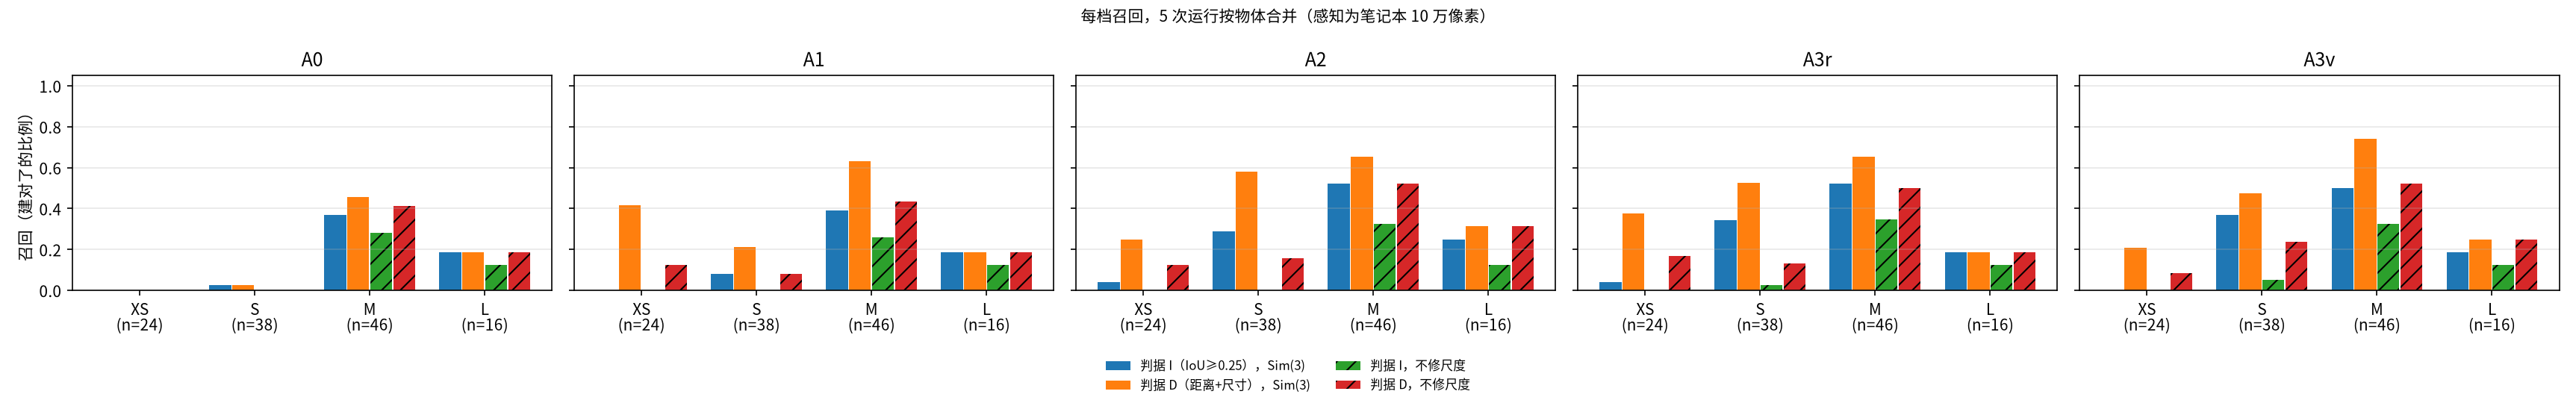 每档召回，5 次运行按物体合并（感知为笔记本 10 万像素）
A0
A1
A2
A3r
A3v
召回（建对了的比例）
1.0
0.8
0.6
0.4
0.2
0.0
XS
(n=24)
S
(n=38)
M
(n=46)
L
(n=16)
XS
(n=24)
S
(n=38)
M
(n=46)
L
(n=16)
XS
(n=24)
S
(n=38)
M
(n=46)
L
(n=16)
XS
(n=24)
S
(n=38)
M
(n=46)
L
(n=16)
XS
(n=24)
S
(n=38)
M
(n=46)
L
(n=16)
判据 I（IoU≥0.25），Sim(3)
判据 D（距离+尺寸），Sim(3)
判据 I，不修尺度
判据 D，不修尺度